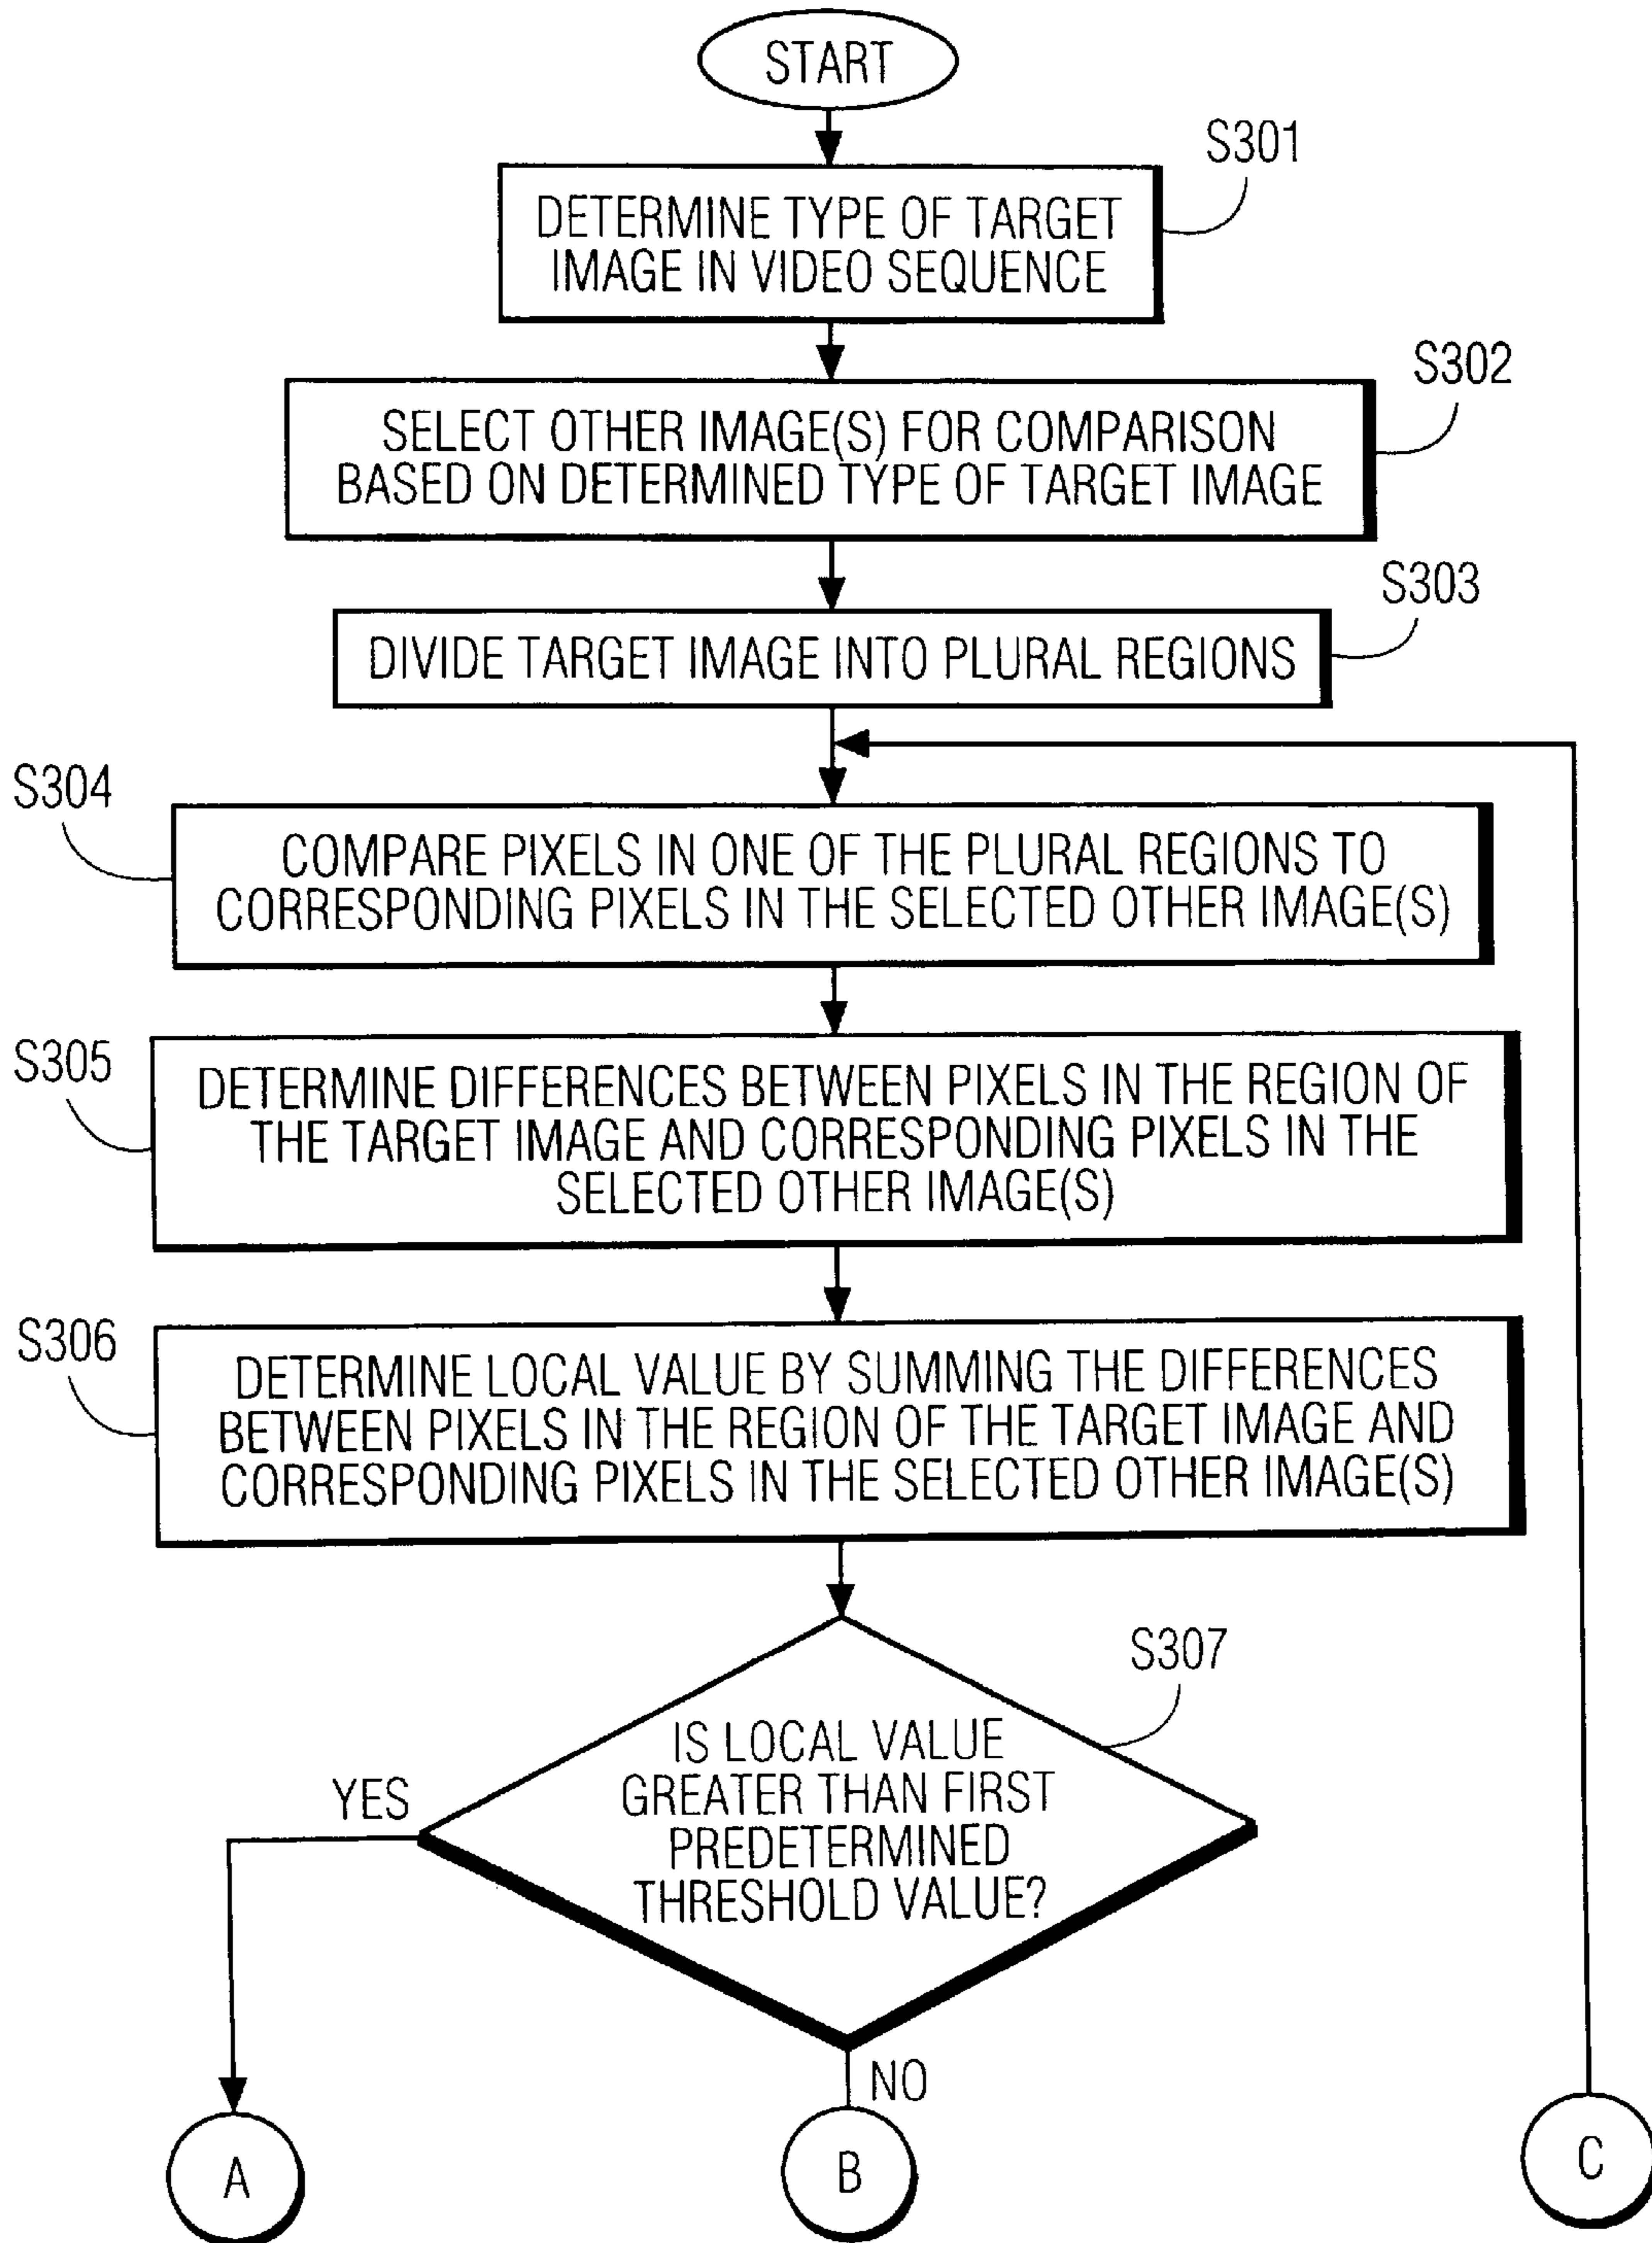 START
S301
DETERMINE TYPE OF TARGET
IMAGE IN VIDEO SEQUENCE
S302
SELECT OTHER IMAGE(S) FOR COMPARISON
BASED ON DETERMINED TYPE OF TARGET IMAGE
S303
DIVIDE TARGET IMAGE INTO PLURAL REGIONS
S304
COMPARE PIXELS IN ONE OF THE PLURAL REGIONS TO
CORRESPONDING PIXELS IN THE SELECTED OTHER IMAGE(S)
S305
DETERMINE DIFFERENCES BETWEEN PIXELS IN THE REGION OF
THE TARGET IMAGE AND CORRESPONDING PIXELS IN THE
SELECTED OTHER IMAGE(S)
S306
DETERMINE LOCAL VALUE BY SUMMING THE DIFFERENCES
BETWEEN PIXELS IN THE REGION OF THE TARGET IMAGE AND
CORRESPONDING PIXELS IN THE SELECTED OTHER IMAGE(S)
S307
IS LOCAL VALUE
GREATER THAN FIRST
PREDETERMINED
THRESHOLD VALUE?
YES
NO
A
B
C